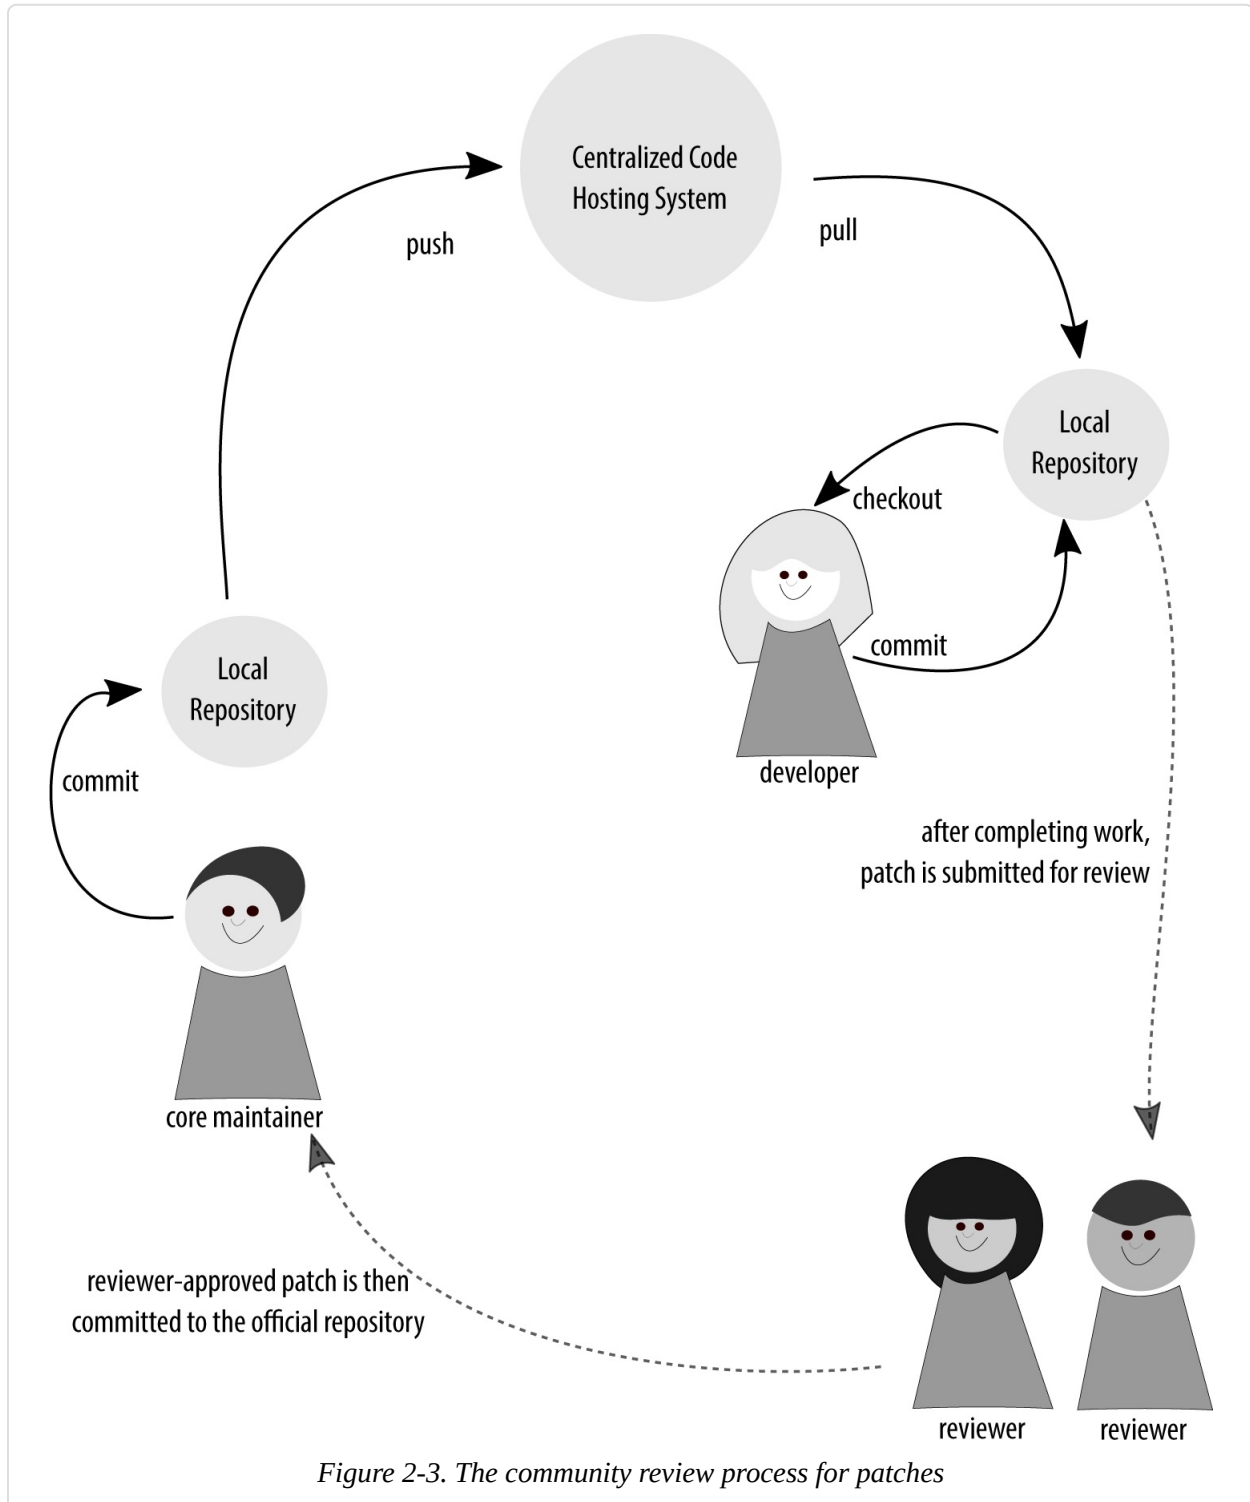 Centralized Code
Hosting System
push
pull
Local
Repository
checkout
commit
developer
Local
Repository
commit
after completing work,
patch is submitted for review
core maintainer
reviewer-approved patch is then
committed to the official repository
reviewer
reviewer
Figure 2-3. The community review process for patches